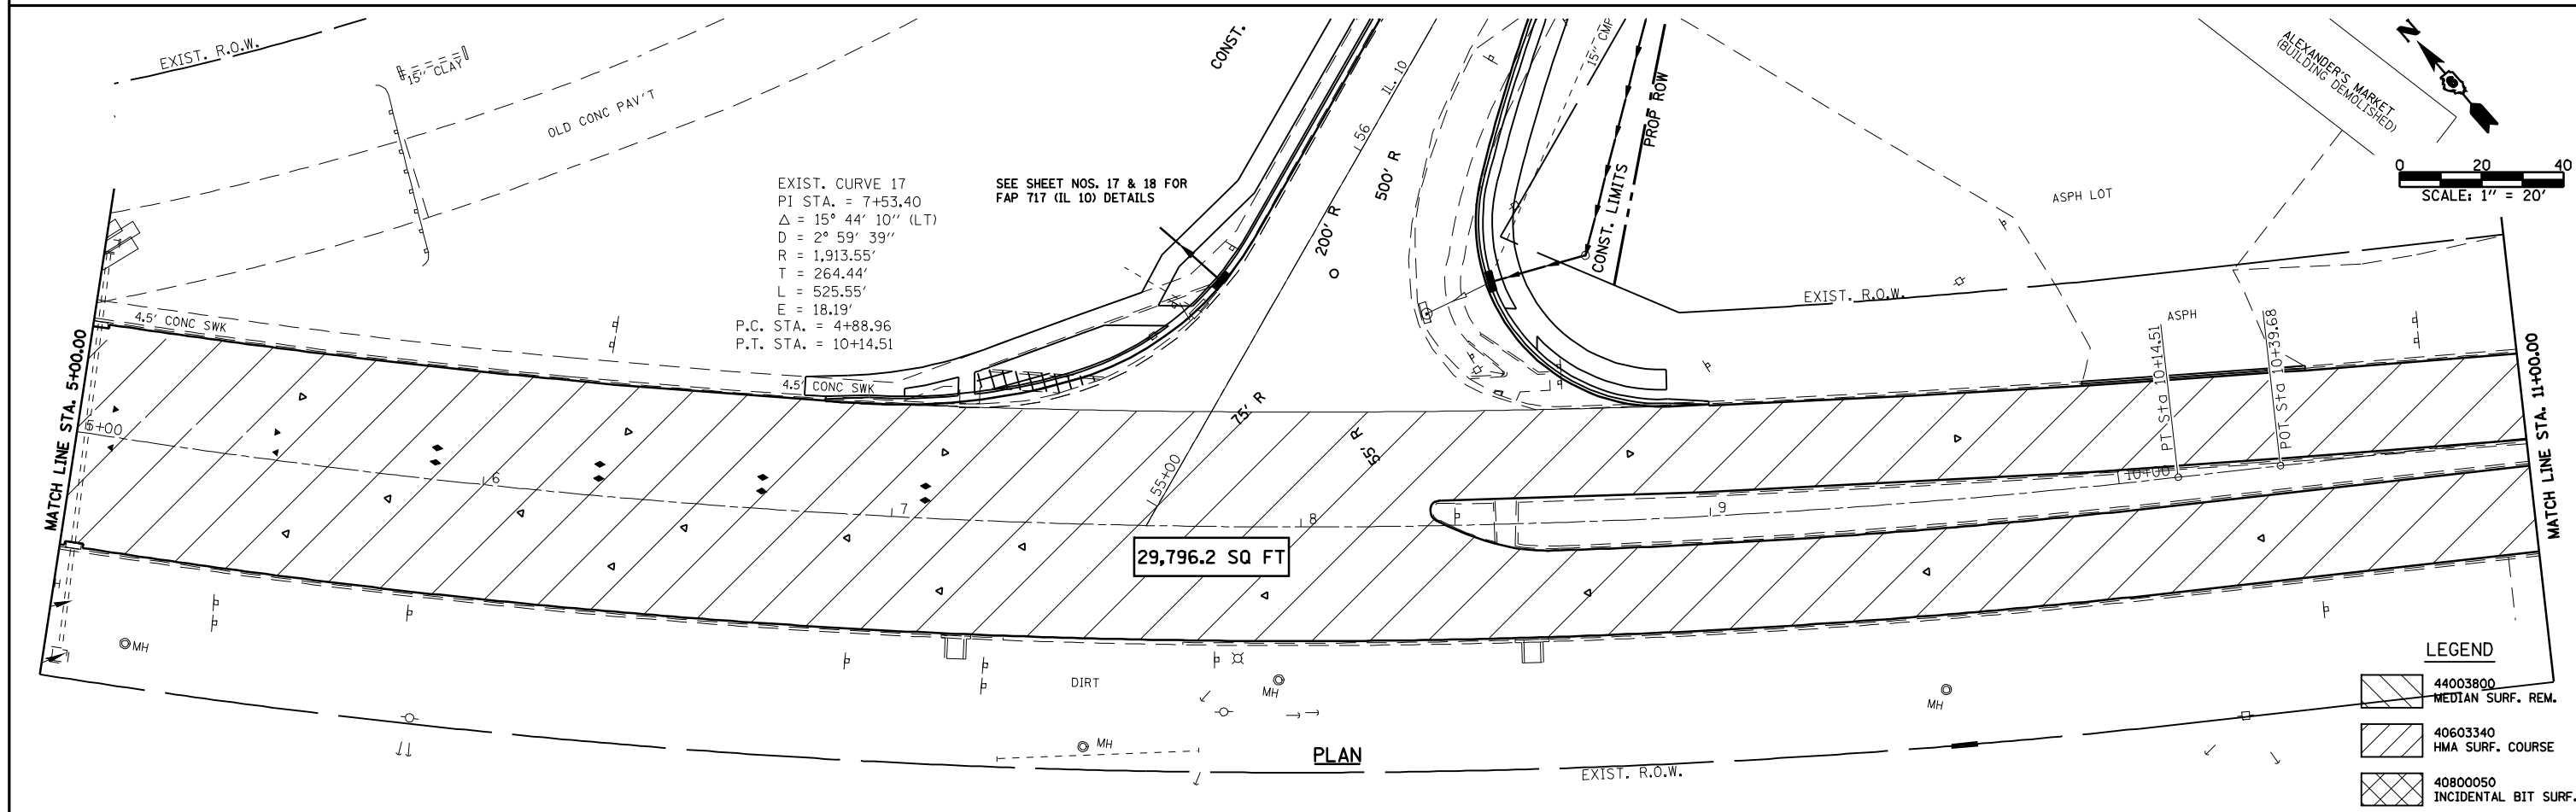 EXIST. R.O.W.
15" CLAY
OLD CONC PAV'T
CONST.
IL. 10
56
15" CMP
PROP ROW
CONST. LIMITS
500' R
200' R
ALEXANDER'S MARKET
(BUILDING DEMOLISHED)
N
0 20 40
SCALE: 1" = 20'
ASPH LOT
EXIST. CURVE 17
PI STA. = 7+53.40
Δ = 15° 44' 10" (LT)
D = 2° 59' 39"
R = 1,913.55'
T = 264.44'
L = 525.55'
E = 18.19'
P.C. STA. = 4+88.96
P.T. STA. = 10+14.51
SEE SHEET NOS. 17 & 18 FOR
FAP 717 (IL 10) DETAILS
EXIST. R.O.W.
4.5' CONC SWK
4.5' CONC SWK
ASPH
PT Sta 10+14.51
POT Sta 10+39.68
MATCH LINE STA. 5+00.00
MATCH LINE STA. 11+00.00
75' R
55' R
5+00
6
7
55+00
8
9
10+00
29,796.2 SQ FT
MH
DIRT
MH
MH
MH
PLAN
EXIST. R.O.W.
LEGEND
44003800
MEDIAN SURF. REM.
40603340
HMA SURF. COURSE
40800050
INCIDENTAL BIT SURF.